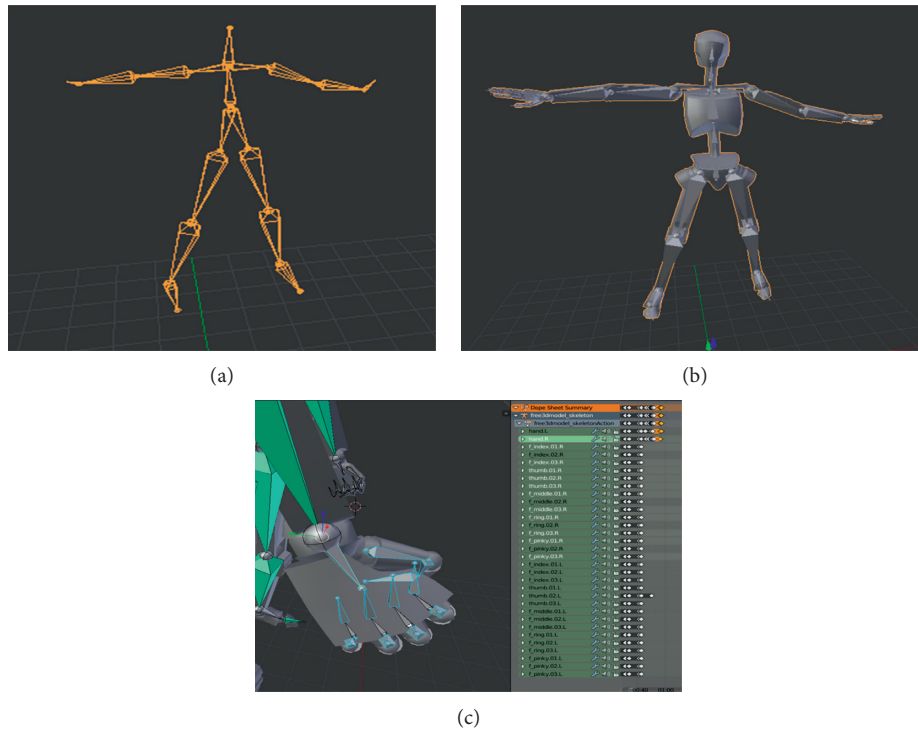 (a)
(b)
Dope Sheet Summary
free3dmodel_skeleton
free3dmodel_skeletonAction
hand.L
hand.R
f_index.01.R
f_index.02.R
f_index.03.R
thumb.01.R
thumb.02.R
thumb.03.R
f_middle.01.R
f_middle.02.R
f_middle.03.R
f_ring.01.R
f_ring.02.R
f_ring.03.R
f_pinky.01.R
f_pinky.02.R
f_pinky.03.R
f_index.01.L
f_index.02.L
f_index.03.L
thumb.01.L
thumb.02.L
thumb.03.L
f_middle.01.L
f_middle.02.L
f_middle.03.L
f_ring.01.L
f_ring.02.L
f_ring.03.L
f_pinky.01.L
f_pinky.02.L
f_pinky.03.L
01:00
(c)